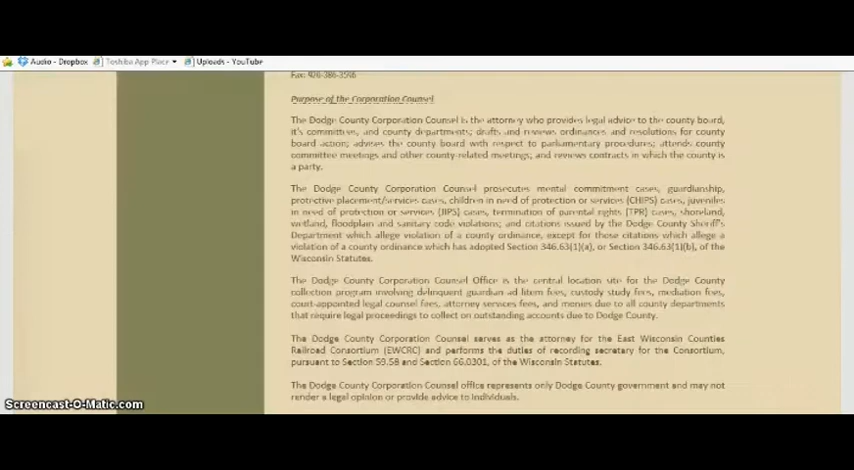 Audio - Dropbox Toshiba App Place Uploads - YouTube
Fax: 920-386-3596
Purpose of the Corporation Counsel
The Dodge County Corporation Counsel is the attorney who provides legal advice to the county board,
it's committees, and county departments; drafts and reviews ordinances and resolutions for county
board action; advises the county board with respect to parliamentary procedures; attends county
committee meetings and other county-related meetings; and reviews contracts in which the county is
a party.
The Dodge County Corporation Counsel prosecutes mental commitment cases, guardianship,
protective placement/services cases, children in need of protection or services (CHIPS) cases, juveniles
in need of protection or services (JIPS) cases, termination of parental rights (TPR) cases, shoreland,
wetland, floodplain and sanitary code violations; and citations issued by the Dodge County Sheriff's
Department which allege violation of a county ordinance, except for those citations which allege a
violation of a county ordinance which has adopted Section 346.63(1)(a), or Section 346.63(1)(b), of the
Wisconsin Statutes.
The Dodge County Corporation Counsel Office is the central location site for the Dodge County
collection program involving delinquent guardian ad litem fees, custody study fees, mediation fees,
court-appointed legal counsel fees, attorney services fees, and monies due to all county departments
that require legal proceedings to collect on outstanding accounts due to Dodge County.
The Dodge County Corporation Counsel serves as the attorney for the East Wisconsin Counties
Railroad Consortium (EWCRC) and performs the duties of recording secretary for the Consortium,
pursuant to Section 59.58 and Section 66.0301, of the Wisconsin Statutes.
The Dodge County Corporation Counsel office represents only Dodge County government and may not
render a legal opinion or provide advice to individuals.
Screencast-O-Matic.com